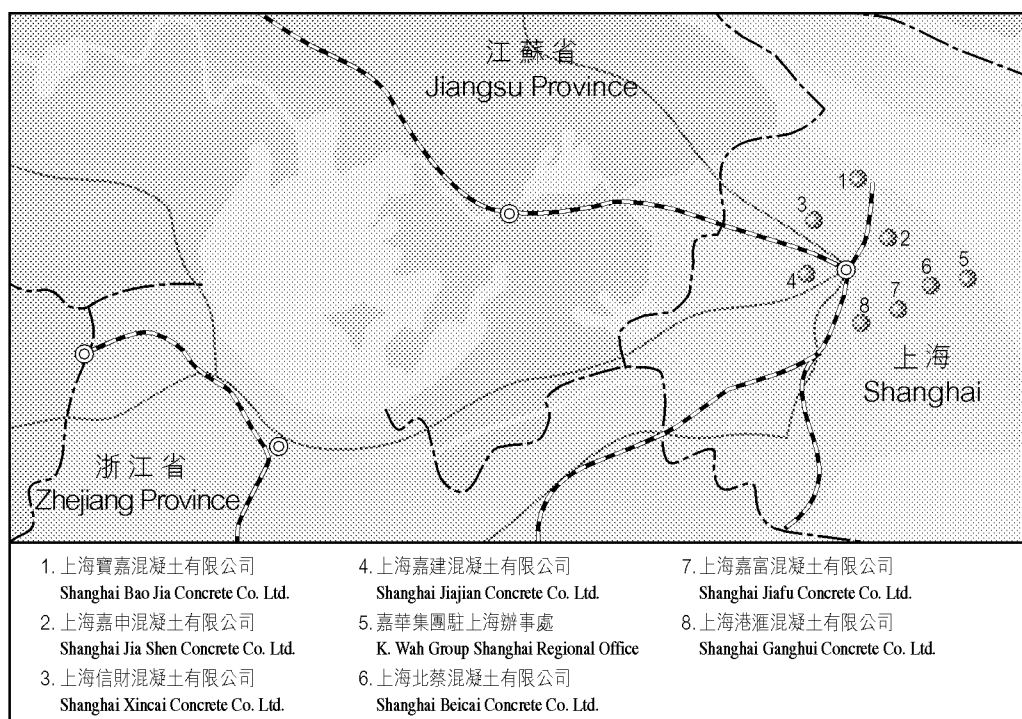 江蘇省
Jiangsu Province
1
3
2
4
6
5
7
8
上海
Shanghai
浙江省
Zhejiang Province
1. 上海寶嘉混凝土有限公司
Shanghai Bao Jia Concrete Co. Ltd.
2. 上海嘉申混凝土有限公司
Shanghai Jia Shen Concrete Co. Ltd.
3. 上海信財混凝土有限公司
Shanghai Xincai Concrete Co. Ltd.
4. 上海嘉建混凝土有限公司
Shanghai Jiajian Concrete Co. Ltd.
5. 嘉華集團駐上海辦事處
K. Wah Group Shanghai Regional Office
6. 上海北蔡混凝土有限公司
Shanghai Beicai Concrete Co. Ltd.
7. 上海嘉富混凝土有限公司
Shanghai Jiafu Concrete Co. Ltd.
8. 上海港滙混凝土有限公司
Shanghai Ganghui Concrete Co. Ltd.